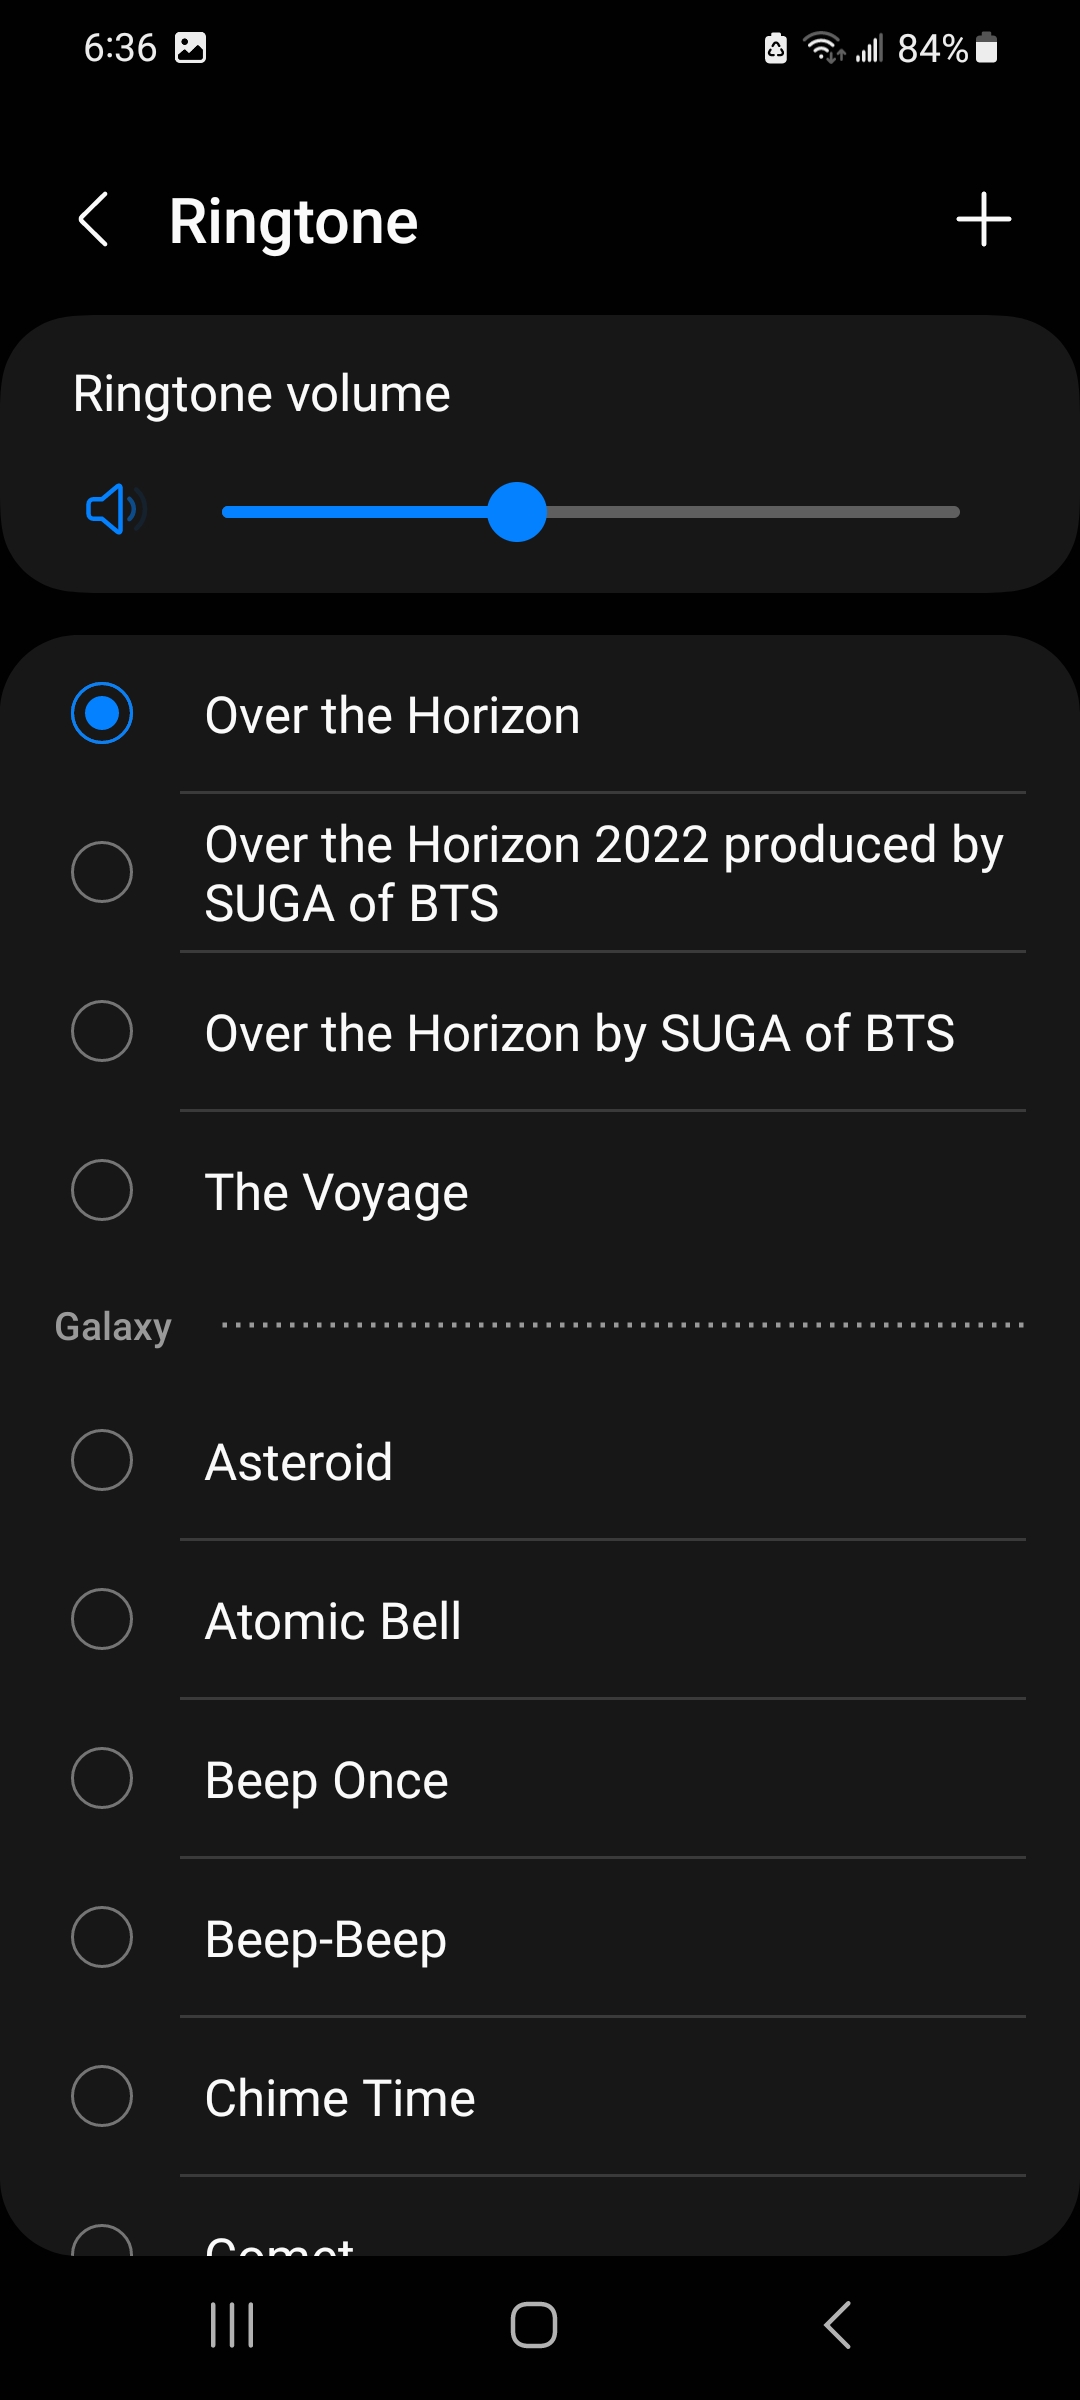 6:36
84%
Ringtone
Ringtone volume
Over the Horizon
Over the Horizon 2022 produced by
SUGA of BTS
Over the Horizon by SUGA of BTS
The Voyage
Galaxy
Asteroid
Atomic Bell
Beep Once
Beep-Beep
Chime Time
Comet